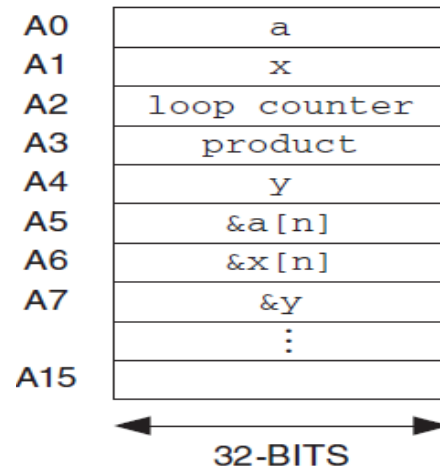 A0 a
A1 x
A2 loop counter
A3 product
A4 y
A5 &a[n]
A6 &x[n]
A7 &y
⋮
A15
32-BITS